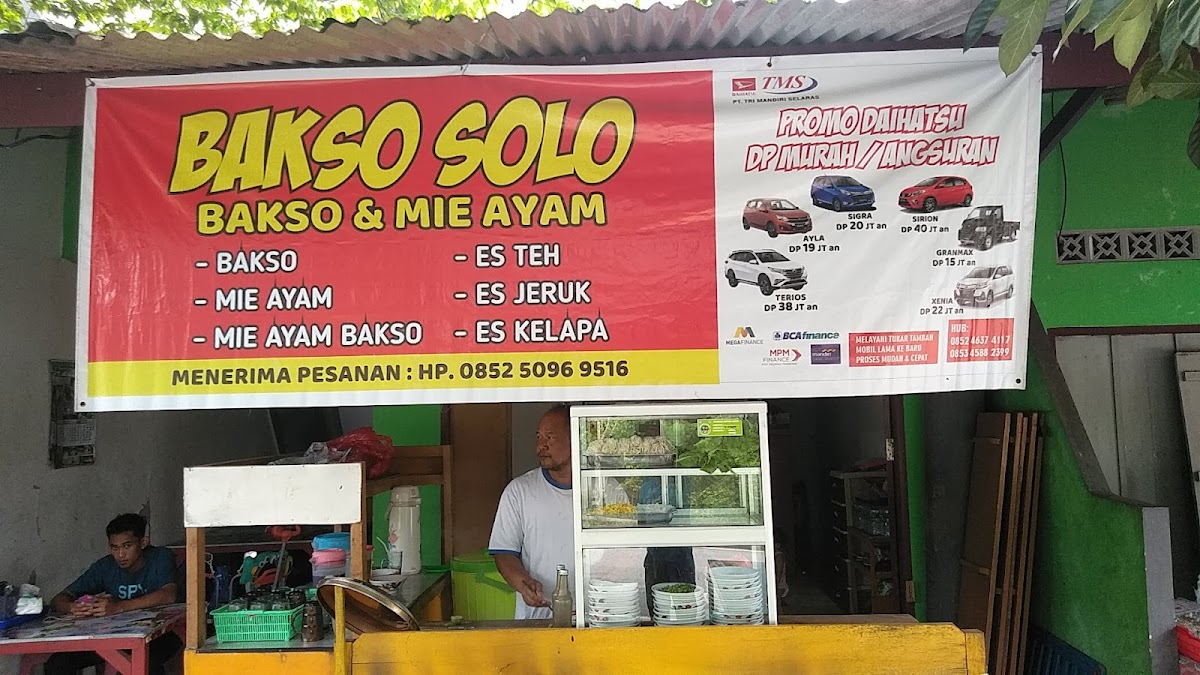 BAKSO SOLO
BAKSO & MIE AYAM
- BAKSO
- MIE AYAM
- MIE AYAM BAKSO
- ES TEH
- ES JERUK
- ES KELAPA
MENERIMA PESANAN : HP. 0852 5096 9516
DAIHATSU
TMS
PT. TRI MANDIRI SELARAS
PROMO DAIHATSU
DP MURAH / ANGSURAN
AYLA
DP 19 JT an
SIGRA
DP 20 JT an
SIRION
DP 40 JT an
GRANMAX
DP 15 JT an
TERIOS
DP 38 JT an
XENIA
DP 22 JT an
MEGAFINANCE
BCAfinance
MPM
FINANCE
mandiri
MELAYANI TUKAR TAMBAH
MOBIL LAMA KE BARU
PROSES MUDAH & CEPAT
HUB:
0852 4637 4117
0853 4588 2399
SP